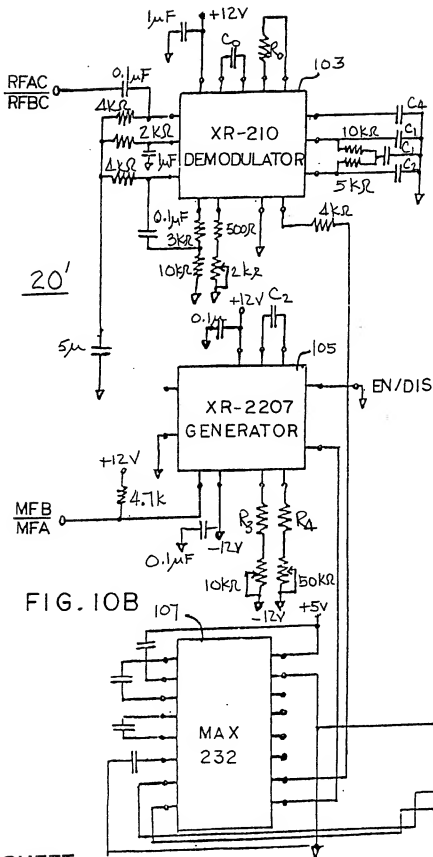 1μF
+12V
C0
R0
103
0.1μF
RFAC
RFBC
4KΩ
2KΩ
1μF
4KΩ
XR-210
DEMODULATOR
C4
10KΩ
C1
C1
C2
5KΩ
0.1μF
3KΩ
500Ω
4KΩ
10KΩ
2KΩ
20'
+12V
C2
0.1μ
5μ
105
XR-2207
GENERATOR
EN/DIS
+12V
4.7K
MFB
MFA
0.1μF
-12V
R3
R4
10KΩ
50KΩ
-12V
FIG. 10B
+5V
107
MAX
232